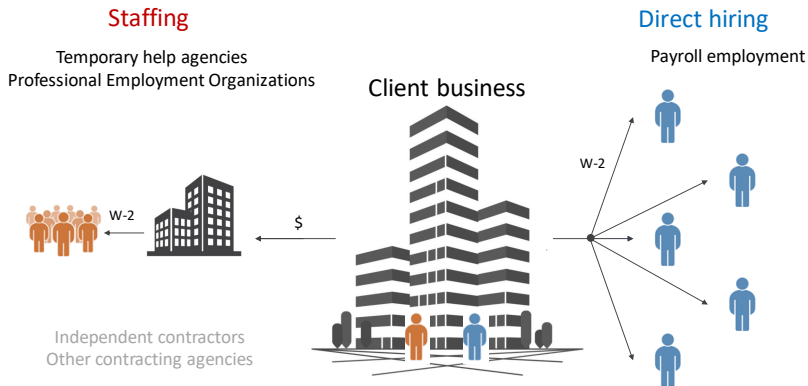 Staffing
Direct hiring
Temporary help agencies
Professional Employment Organizations
Payroll employment
Client business
W-2
W-2
$
Independent contractors
Other contracting agencies